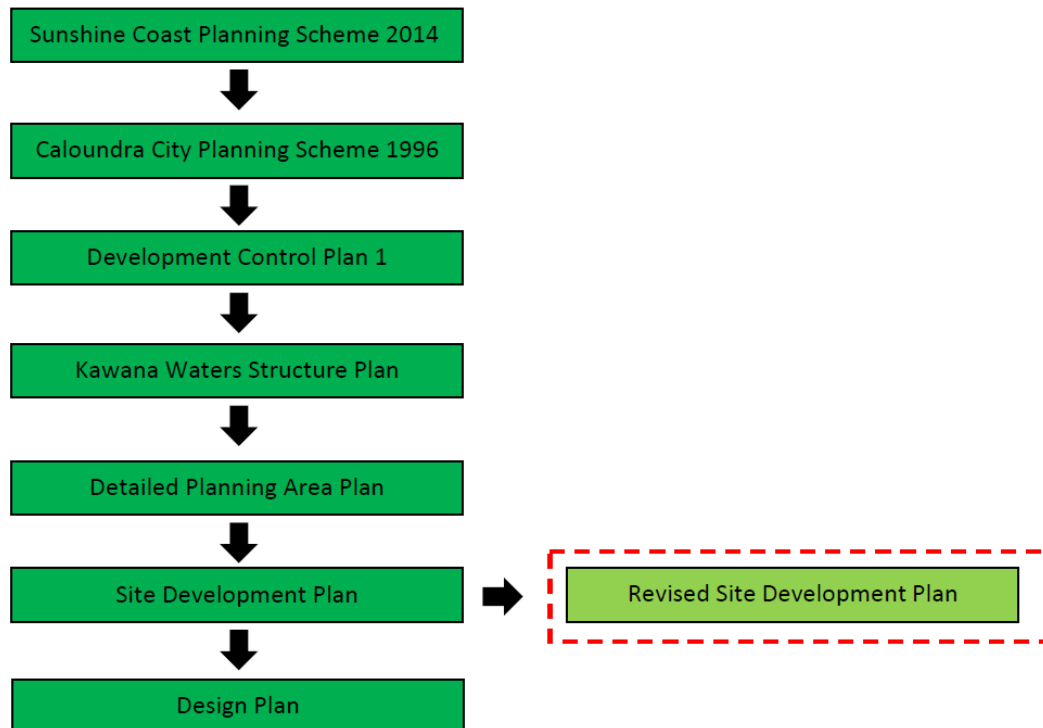 Sunshine Coast Planning Scheme 2014
Caloundra City Planning Scheme 1996
Development Control Plan 1
Kawana Waters Structure Plan
Detailed Planning Area Plan
Site Development Plan
Revised Site Development Plan
Design Plan